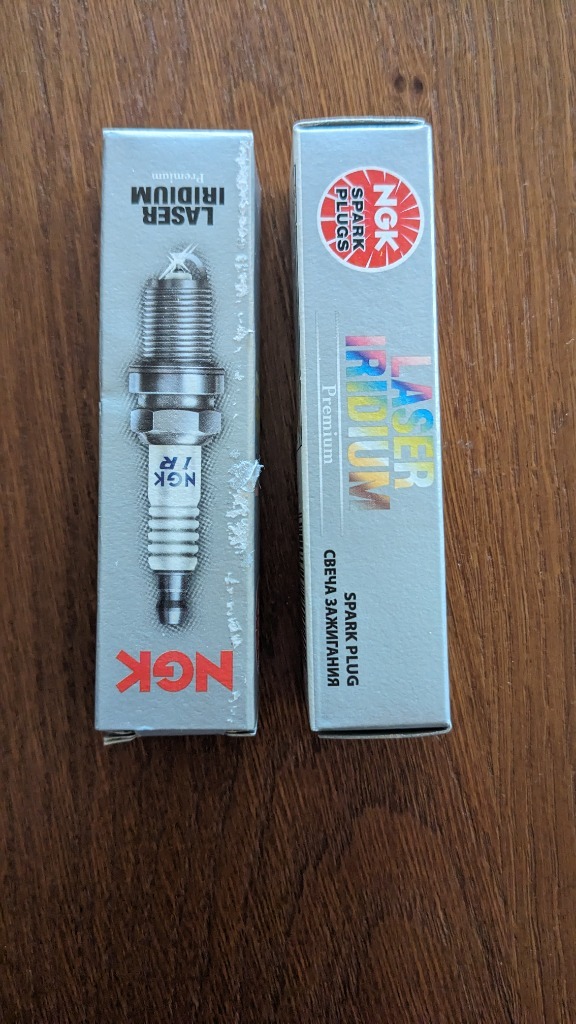 NGK
NGK
IR
LASER
IRIDIUM
Premium
NGK
SPARK
PLUGS
LASER
IRIDIUM
Premium
SPARK PLUG
СВЕЧА ЗАЖИГАНИЯ